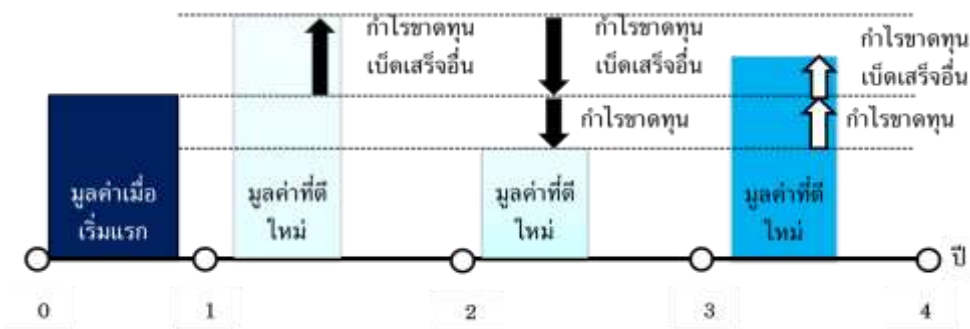 กำไรขาดทุน
เบ็ดเสร็จอื่น
กำไรขาดทุน
เบ็ดเสร็จอื่น
กำไรขาดทุน
เบ็ดเสร็จอื่น
กำไรขาดทุน
กำไรขาดทุน
มูลค่าเมื่อ
เริ่มแรก
มูลค่าที่ตี
ใหม่
มูลค่าที่ตี
ใหม่
มูลค่าที่ตี
ใหม่
ปี
0 1 2 3 4